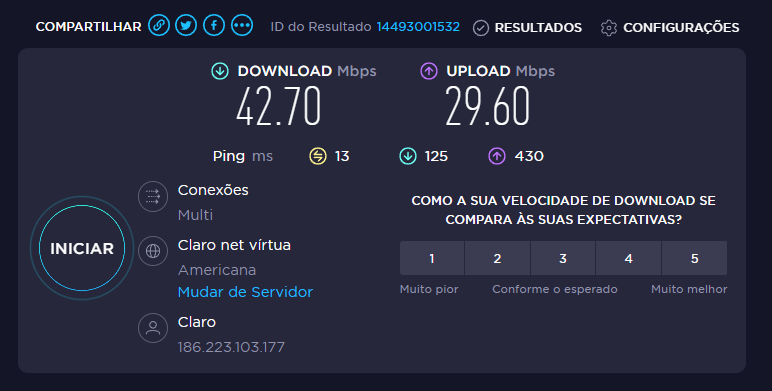 COMPARTILHAR ID do Resultado 14493001532 RESULTADOS CONFIGURAÇÕES
DOWNLOAD Mbps UPLOAD Mbps
42.70 29.60
Ping ms 13 125 430
Conexões
Multi
COMO A SUA VELOCIDADE DE DOWNLOAD SE
COMPARA ÀS SUAS EXPECTATIVAS?
INICIAR
Claro net vírtua
Americana
Mudar de Servidor
1 2 3 4 5
Muito pior Conforme o esperado Muito melhor
Claro
186.223.103.177